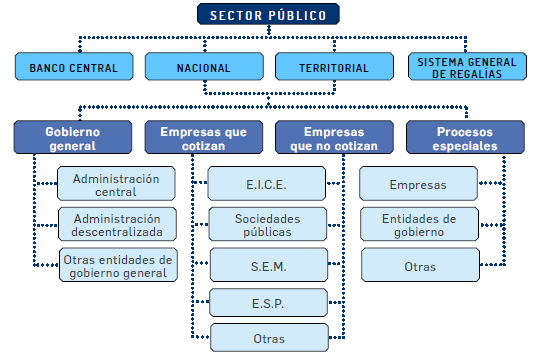 SECTOR PÚBLICO
BANCO CENTRAL
NACIONAL
TERRITORIAL
SISTEMA GENERAL
DE REGALÍAS
Gobierno
general
Empresas que
cotizan
Empresas
que no cotizan
Procesos
especiales
Administración
central
Administración
descentralizada
Otras entidades de
gobierno general
E.I.C.E.
Sociedades
públicas
S.E.M.
E.S.P.
Otras
Empresas
Entidades de
gobierno
Otras